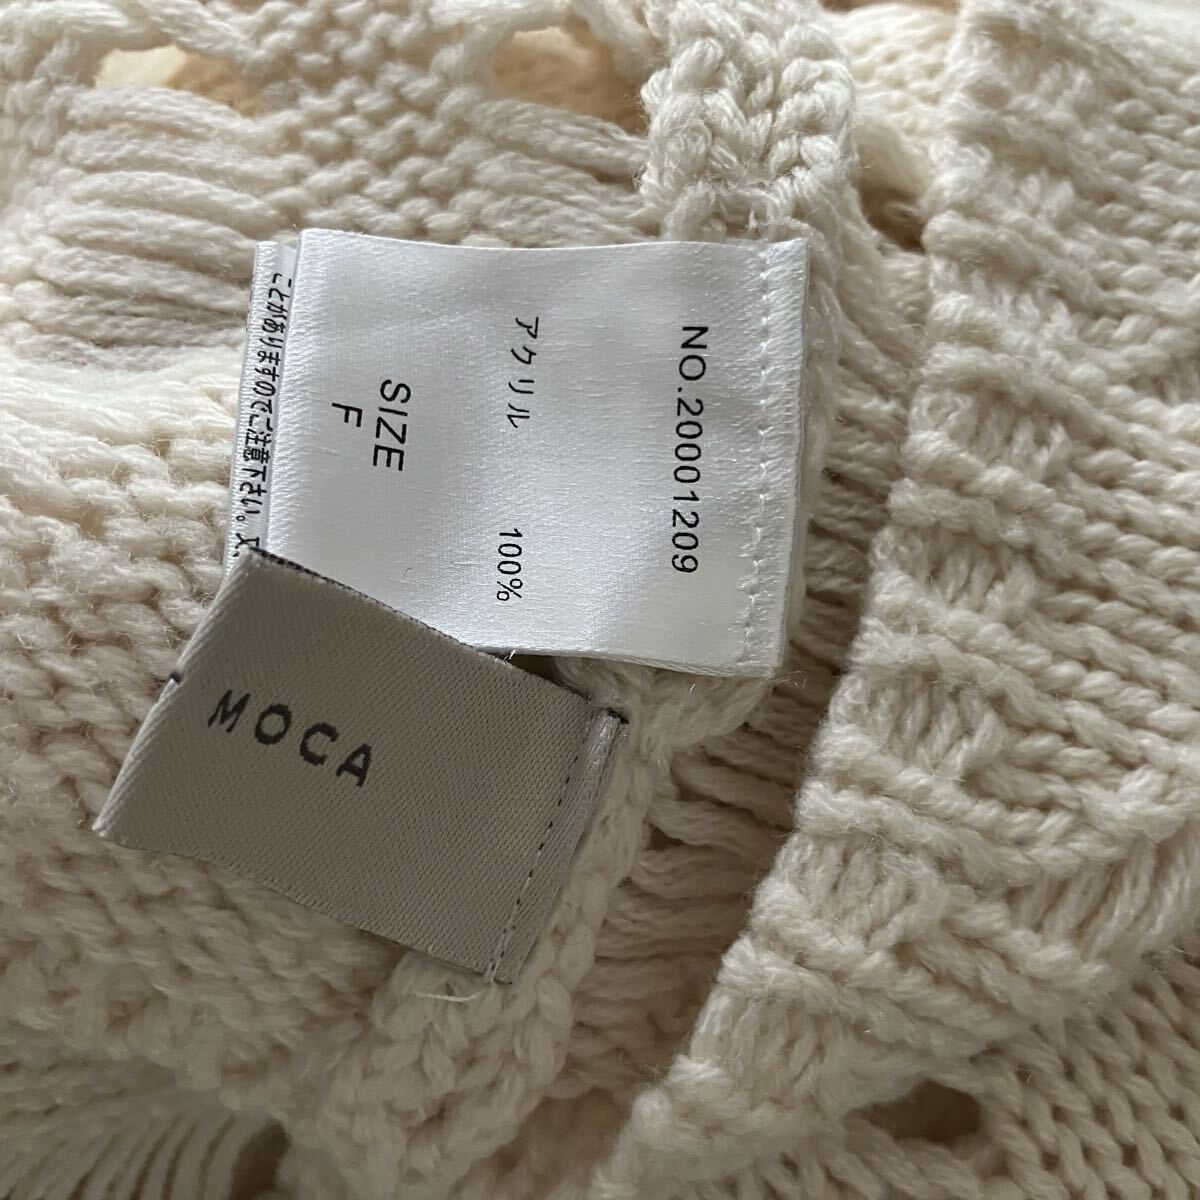 NO.20001209
アクリル 100%
SIZE
F
ことがありますのでご注意下さい。又、
MOCA